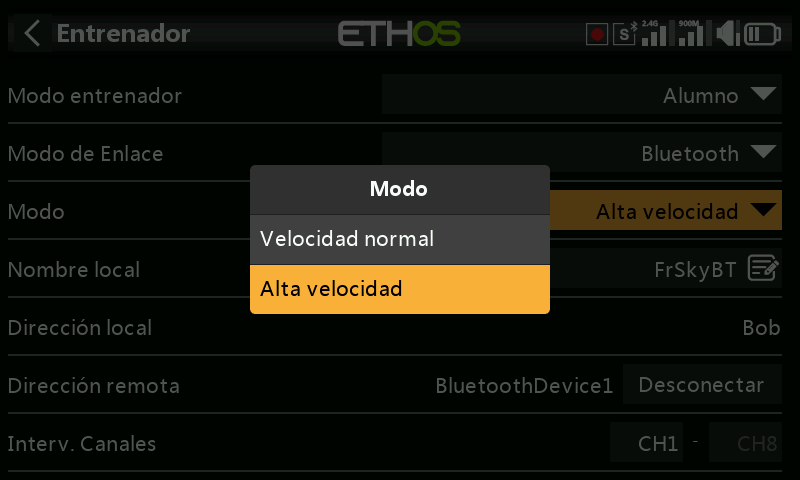 Entrenador ETHOS S 2.4G 900M
Modo entrenador Alumno
Modo de Enlace Bluetooth
Modo
Modo Alta velocidad
Velocidad normal
Nombre local FrSkyBT
Alta velocidad
Dirección local Bob
Dirección remota BluetoothDevice1 Desconectar
Interv. Canales CH1 - CH8